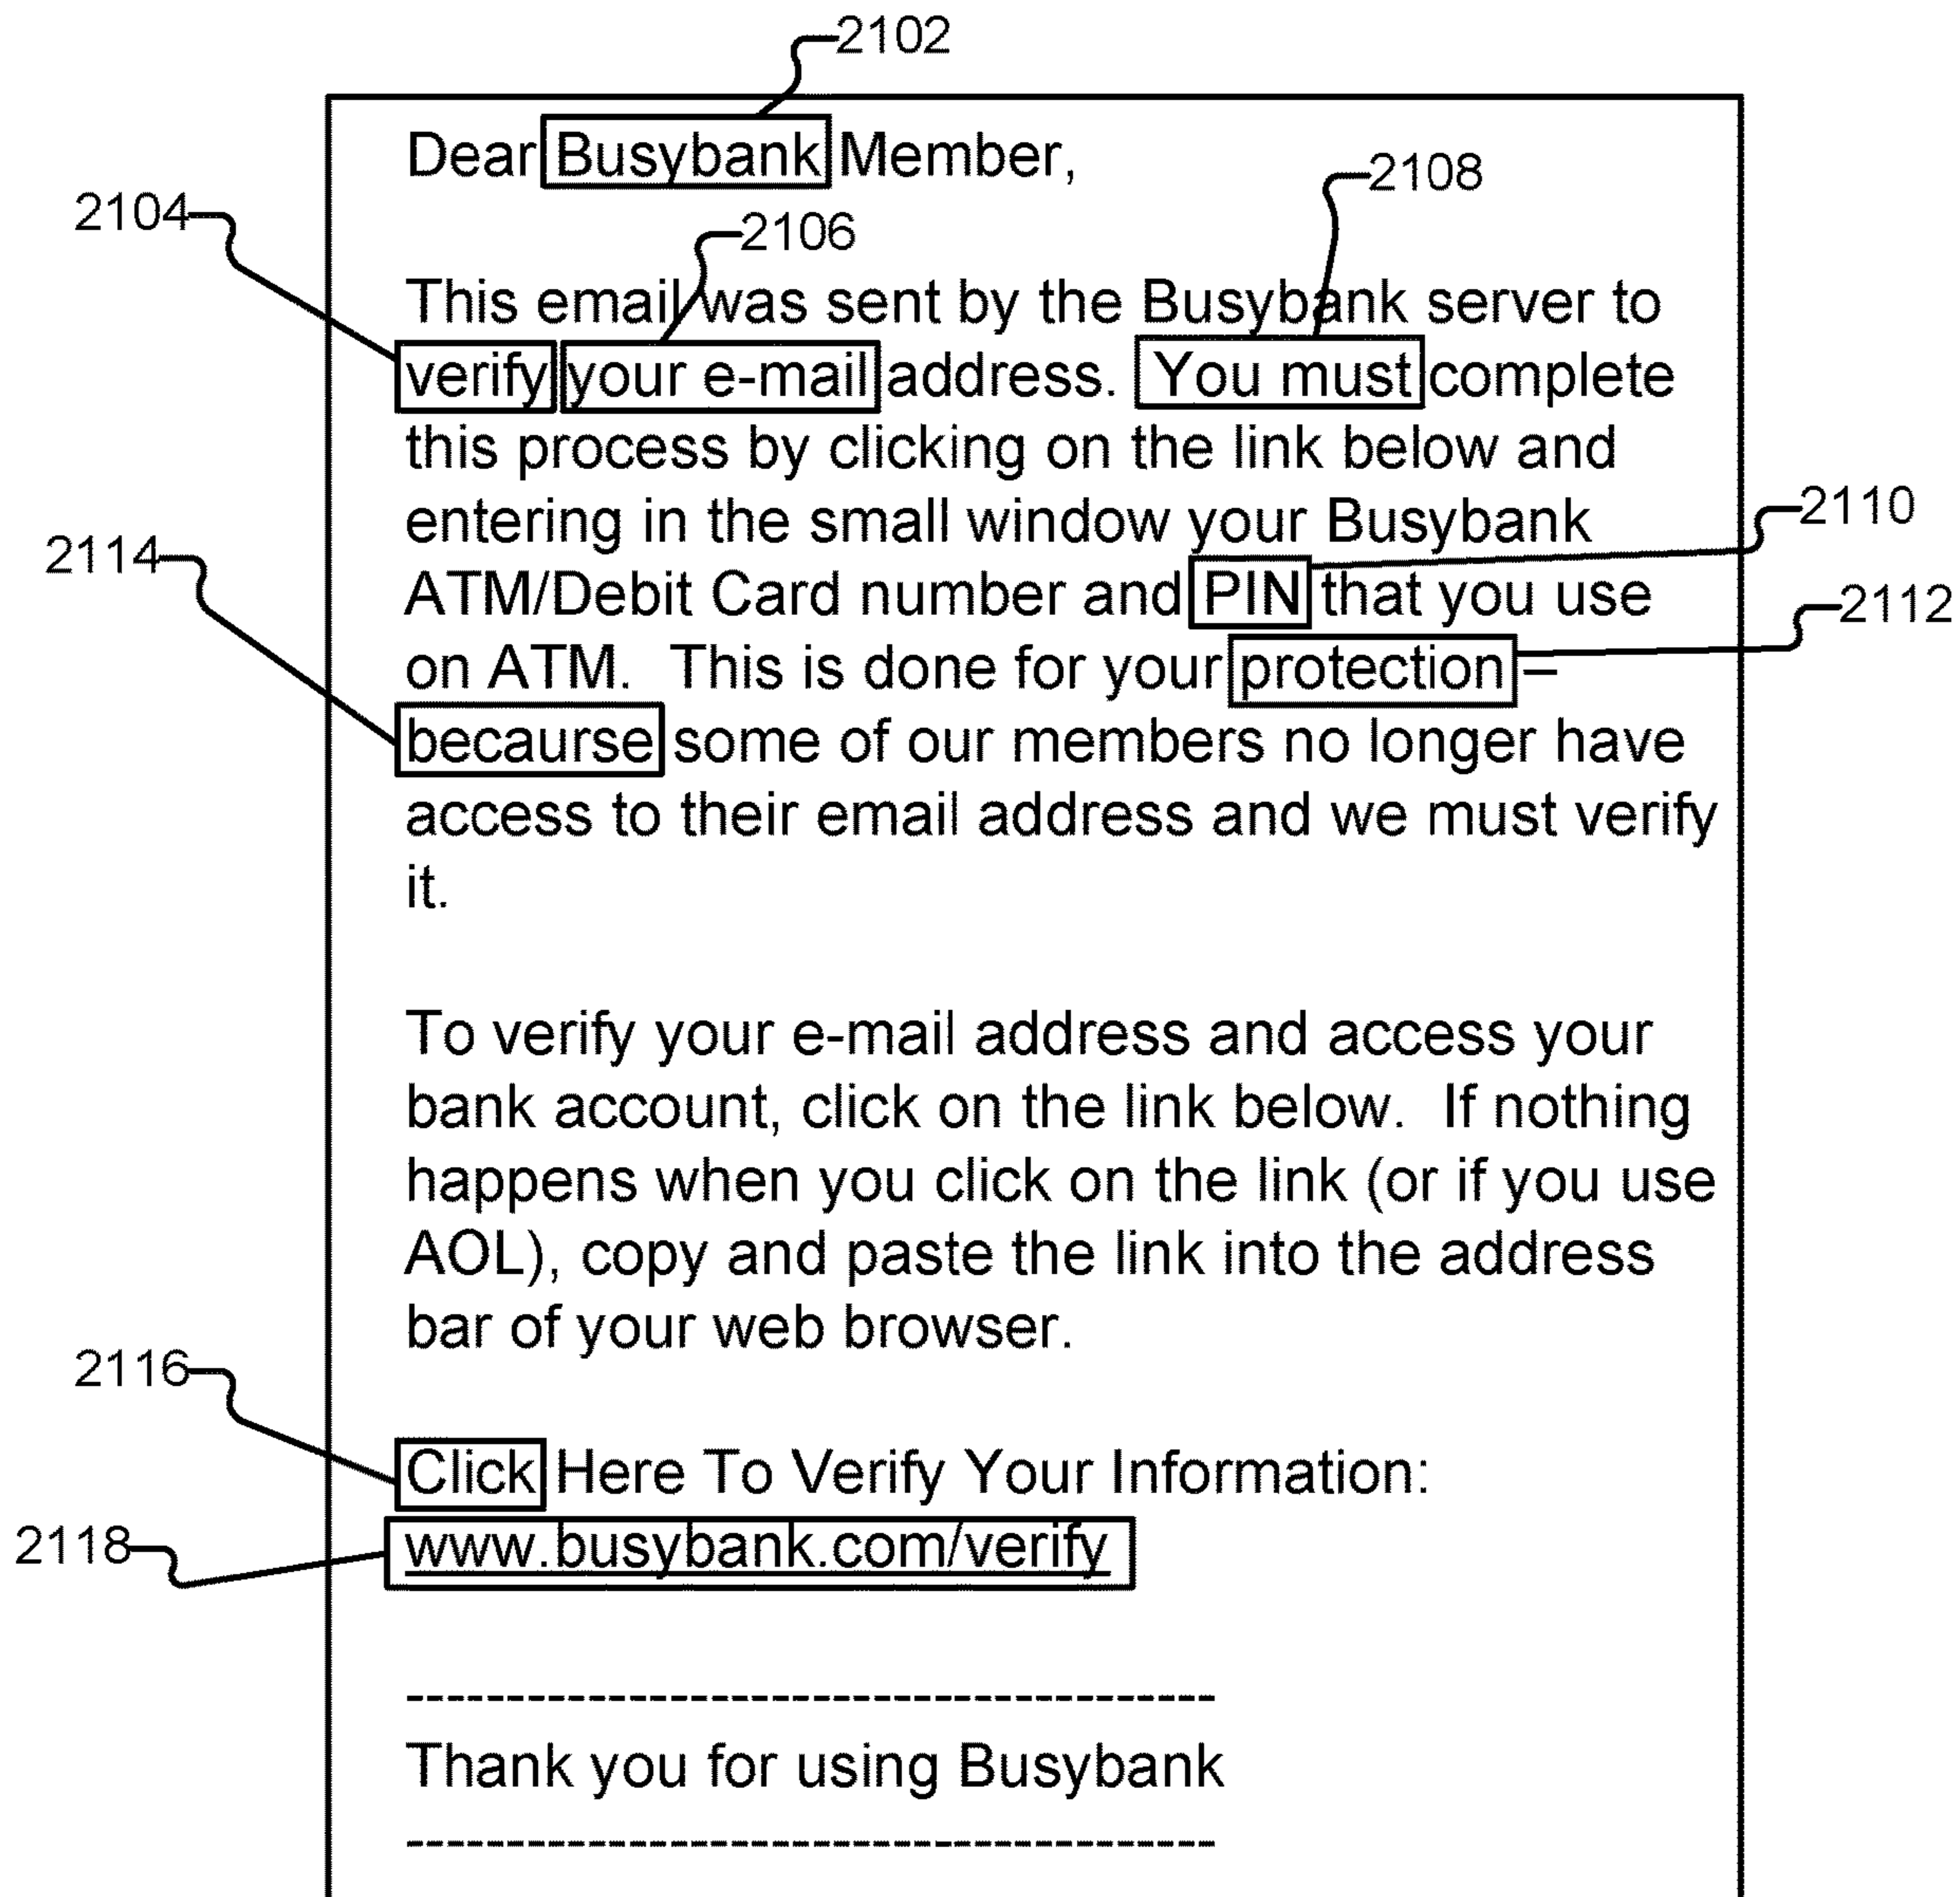 2102
Dear Busybank Member,
2108
2104
2106
This email was sent by the Busybank server to
verify your e-mail address. You must complete
this process by clicking on the link below and
entering in the small window your Busybank
2110
2114
ATM/Debit Card number and PIN that you use
2112
on ATM. This is done for your protection –
becaurse some of our members no longer have
access to their email address and we must verify
it.
To verify your e-mail address and access your
bank account, click on the link below. If nothing
happens when you click on the link (or if you use
AOL), copy and paste the link into the address
bar of your web browser.
2116
Click Here To Verify Your Information:
2118
www.busybank.com/verify
----------------------------------------
Thank you for using Busybank
----------------------------------------